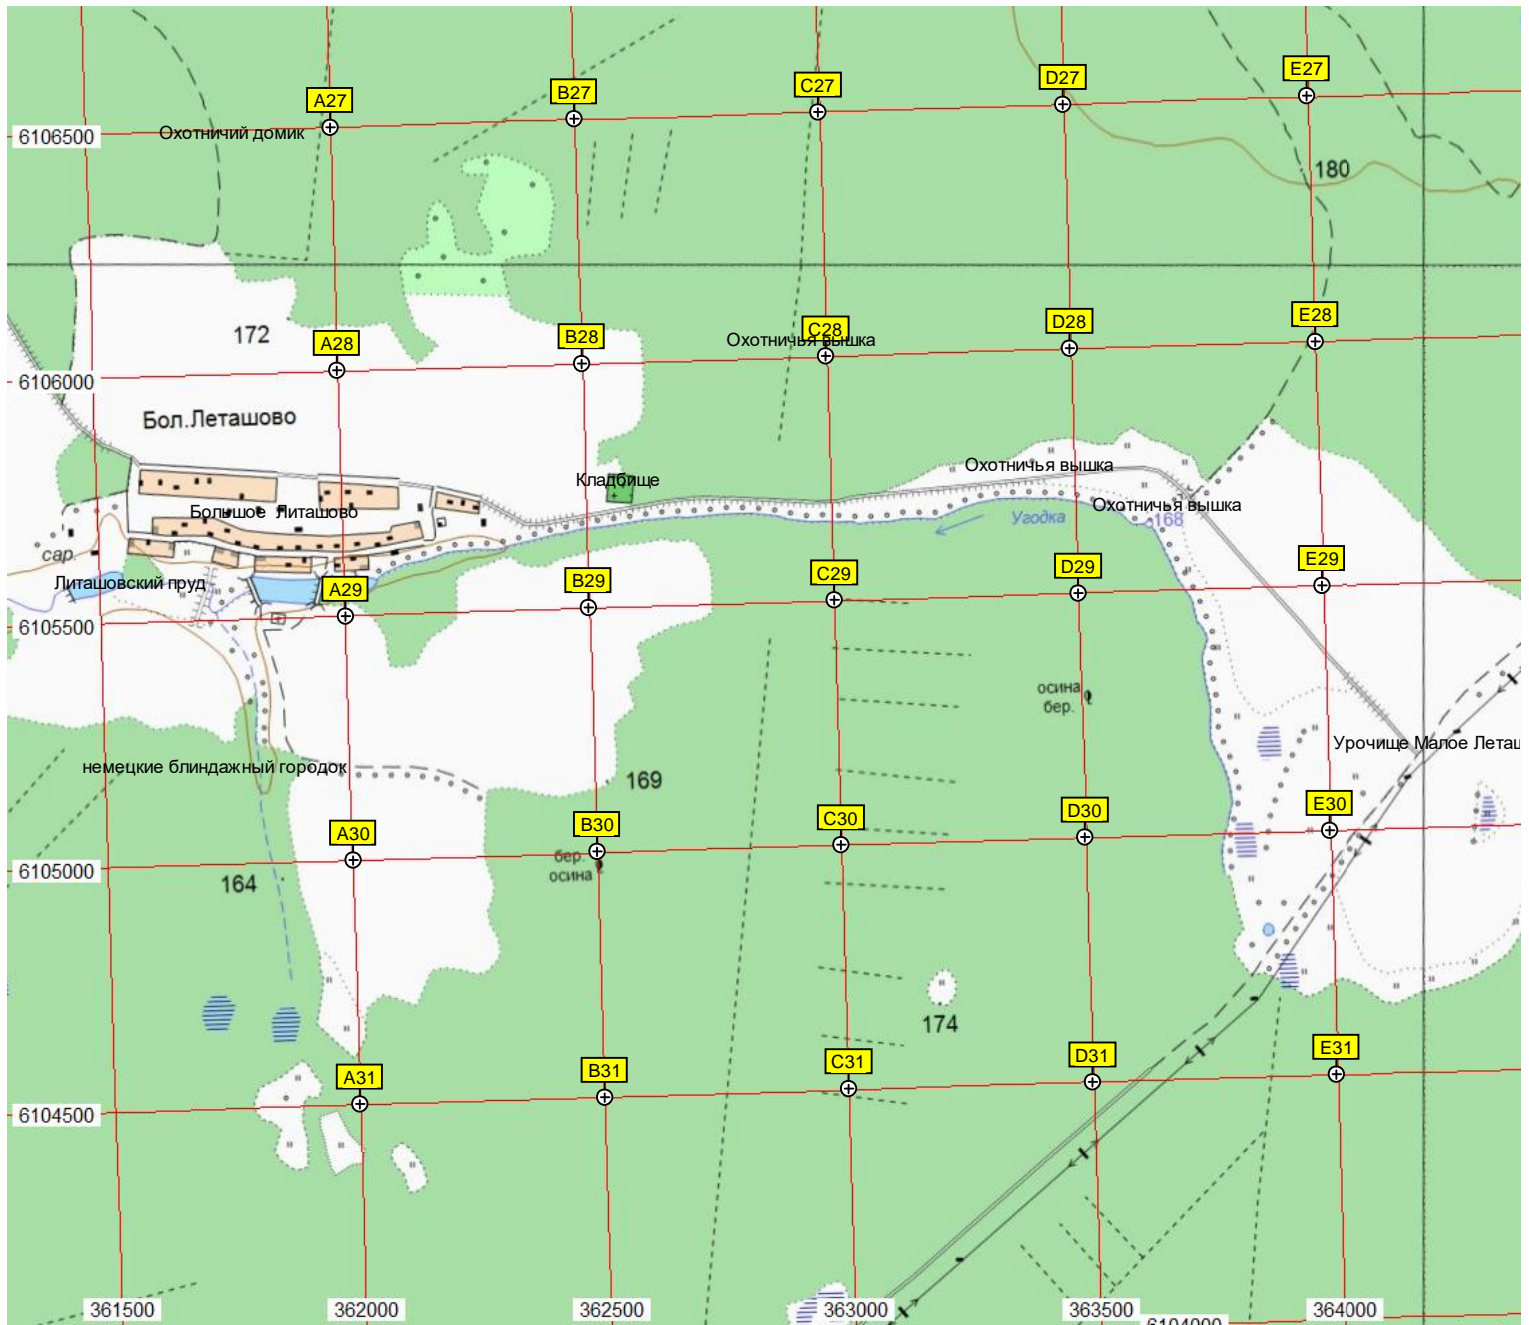 E27
D27
C27
B27
A27
Охотничий домик
6106500
180
E28
D28
C28
B28
A28
172
Охотничья вышка
6106000
Бол.Леташово
Охотничья вышка
Кладбище
Охотничья вышка
Большое Литашово
Угодка
168
сар.
E29
D29
C29
B29
A29
Литашовский пруд
6105500
осина
бер.
Урочище Малое Леташ
немецкие блиндажный городок
169
E30
D30
C30
B30
A30
бер.
осина
6105000
164
174
E31
D31
C31
B31
A31
6104500
361500
362000
362500
363000
363500
364000
6104000